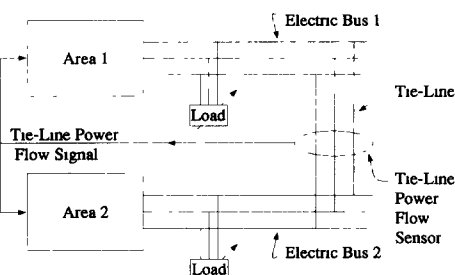 Electric Bus 1
Area 1
Tie-Line
Load
Tie-Line Power
Flow Signal
Tie-Line
Power
Flow
Sensor
Area 2
Electric Bus 2
Load